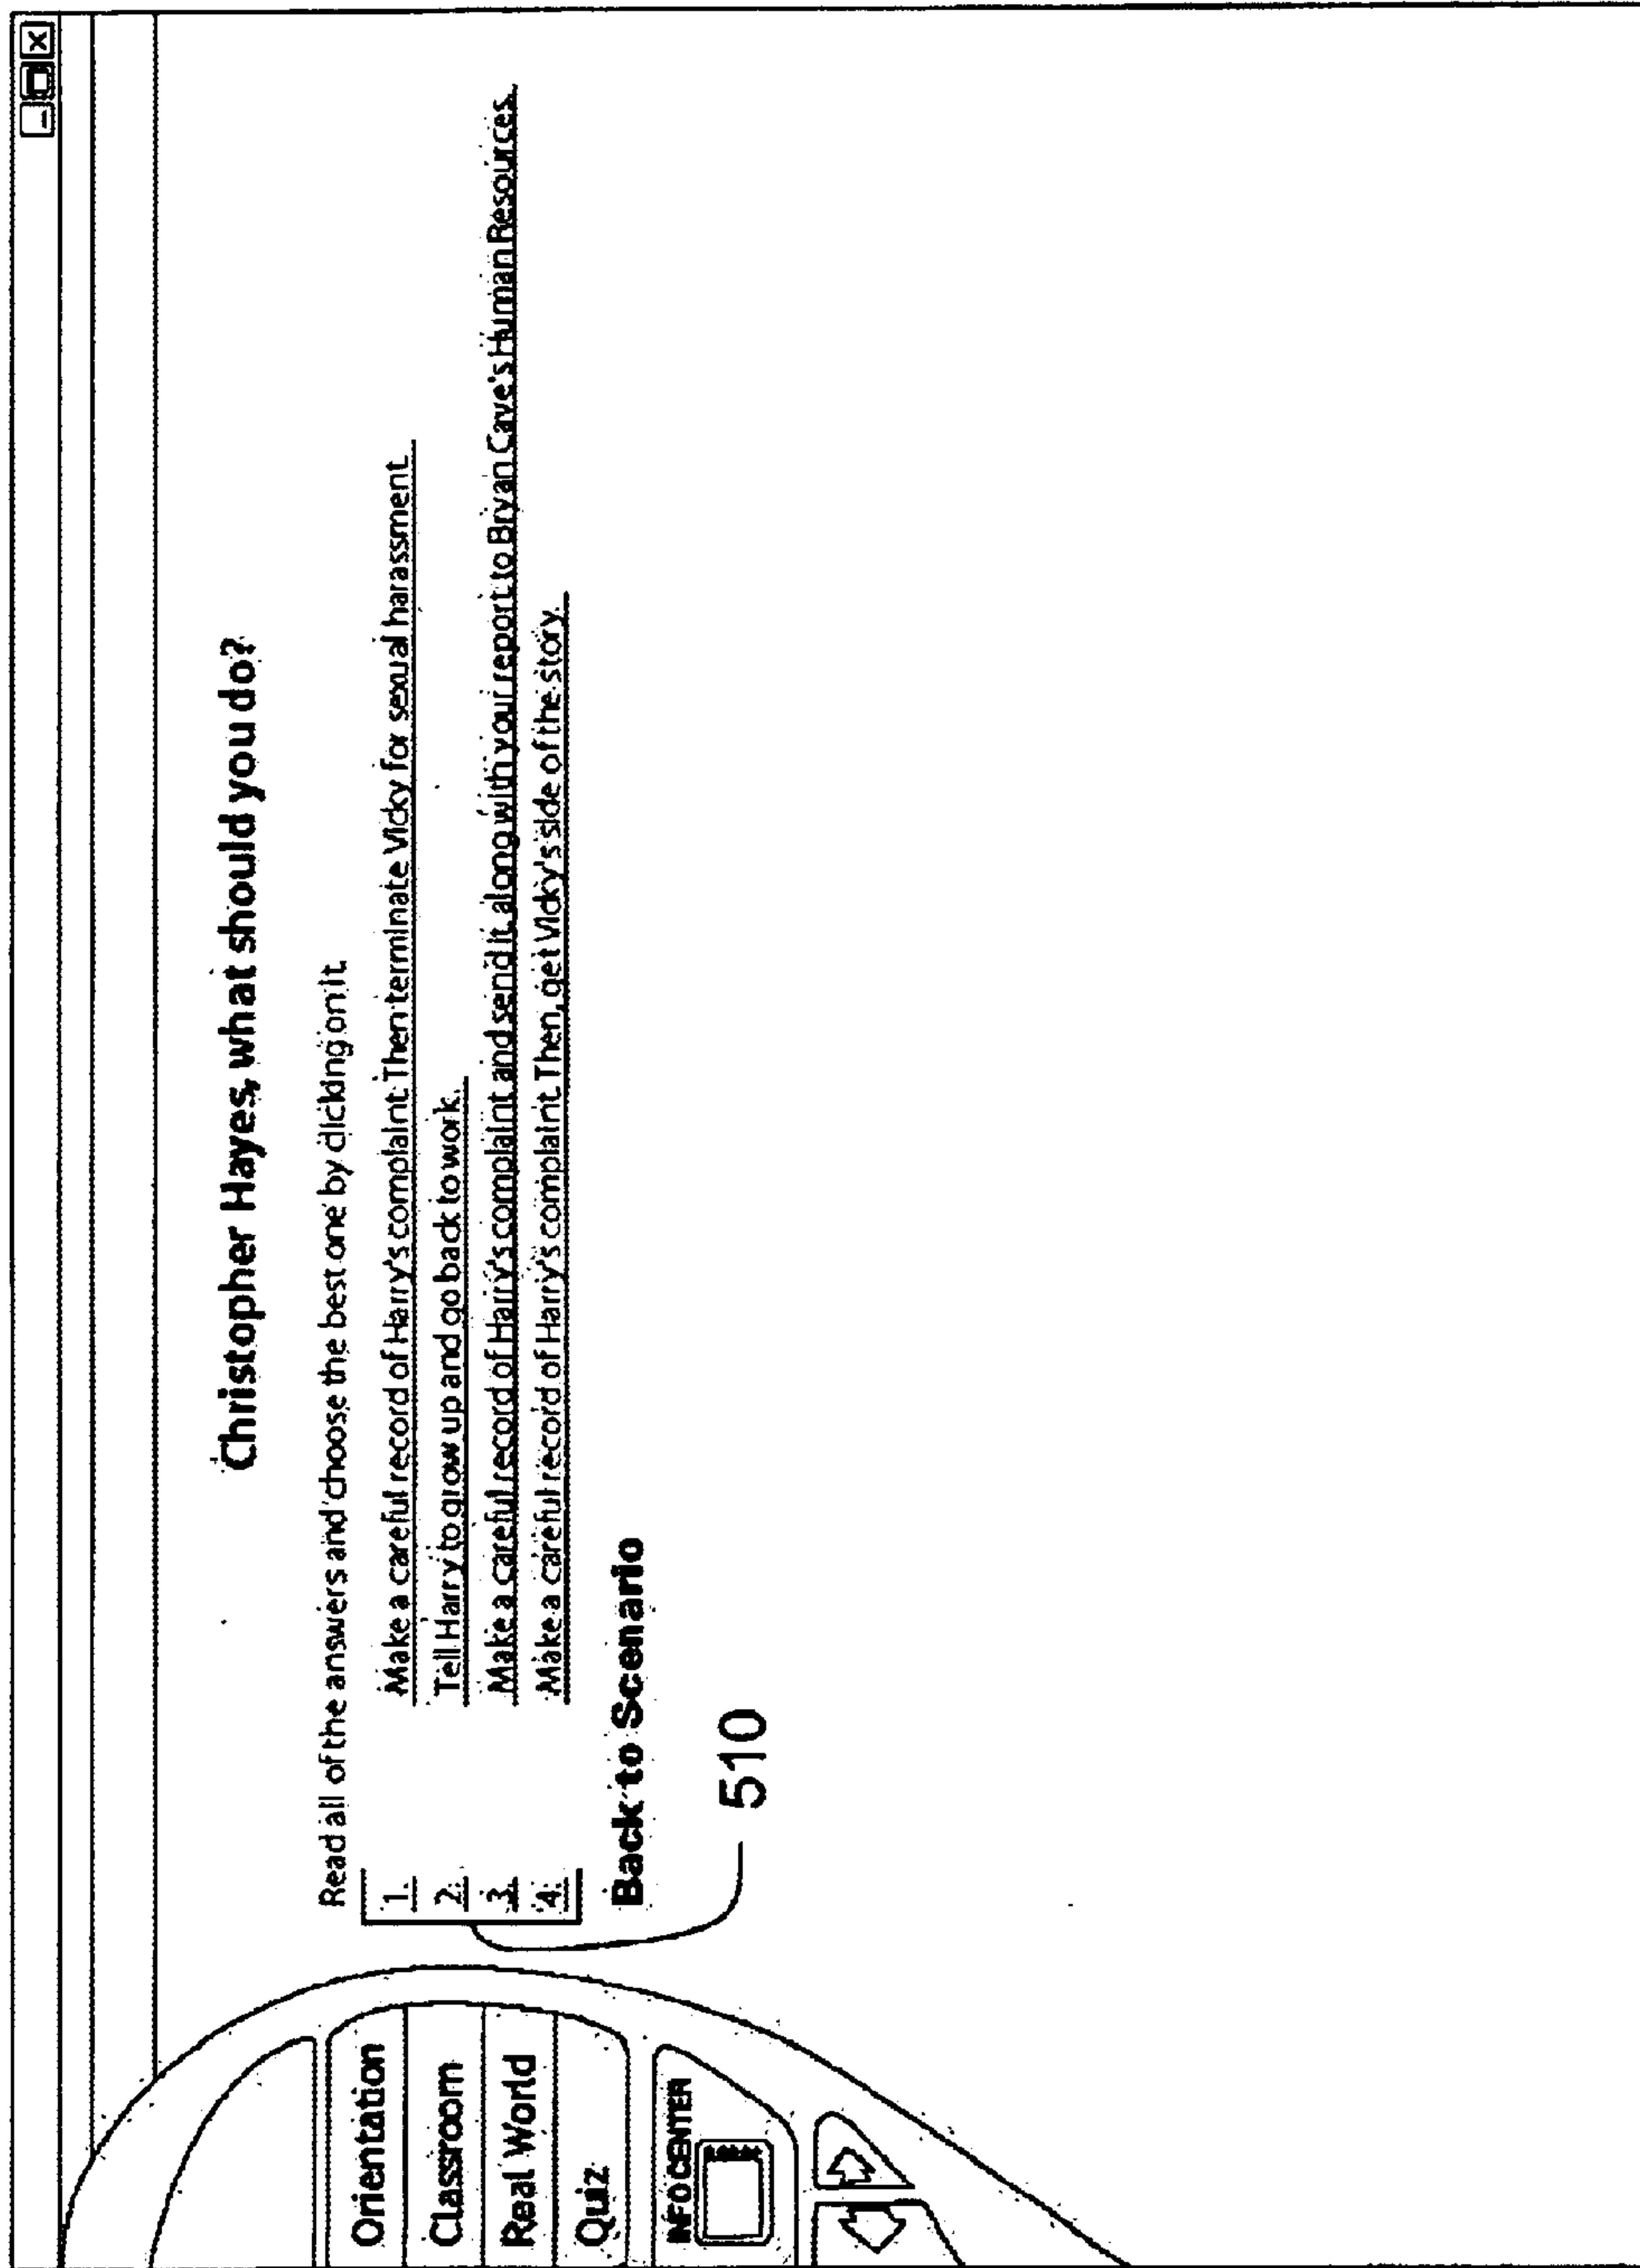 Christopher Hayes, what should you do?
Read all of the answers and choose the best one by clicking on it.
1. Make a careful record of Harry's complaint. Then terminate Vicky for sexual harassment.
2. Tell Harry to grow up and go back to work.
3. Make a careful record of Harry's complaint and send it, along with your report to Bryan Cave's Human Resources.
4. Make a careful record of Harry's complaint. Then, get Vicky's side of the story.
Back to Scenario
510
Orientation
Classroom
Real World
Quiz
INFO CENTER